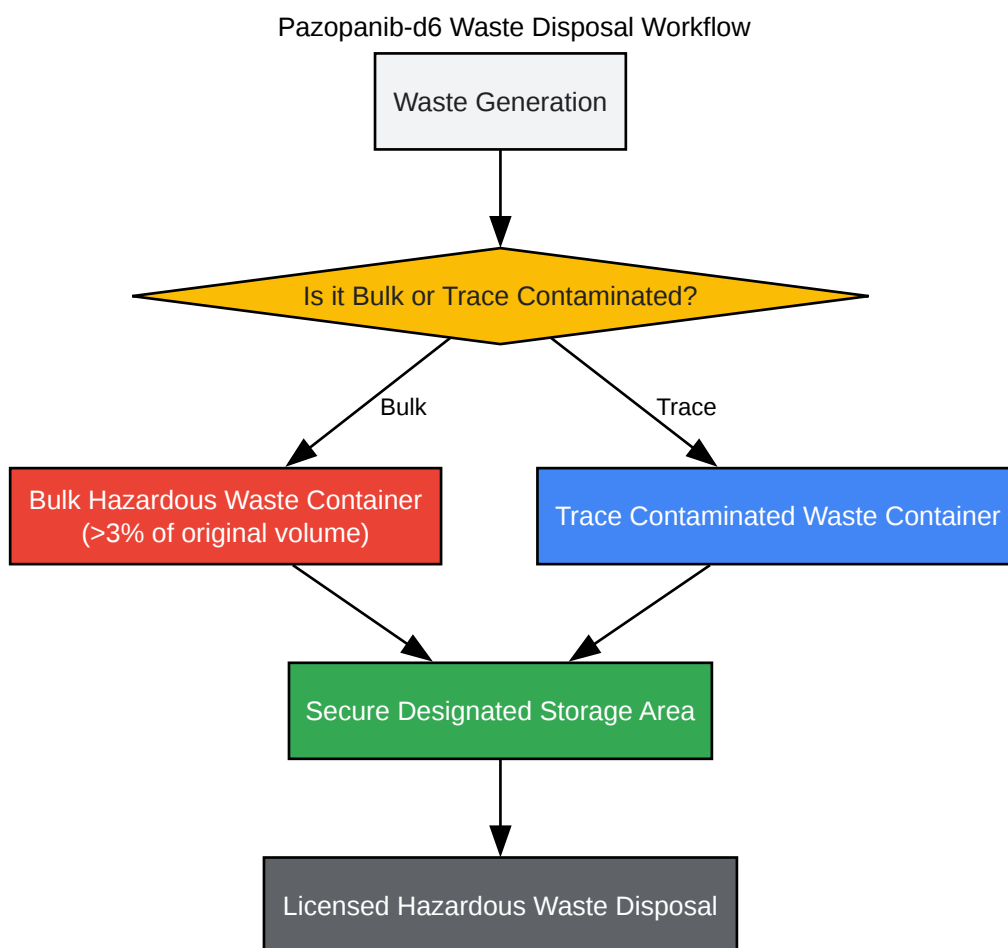 Pazopanib-d6 Waste Disposal Workflow
Waste Generation
Is it Bulk or Trace Contaminated?
Bulk
Trace
Bulk Hazardous Waste Container
(>3% of original volume)
Trace Contaminated Waste Container
Secure Designated Storage Area
Licensed Hazardous Waste Disposal